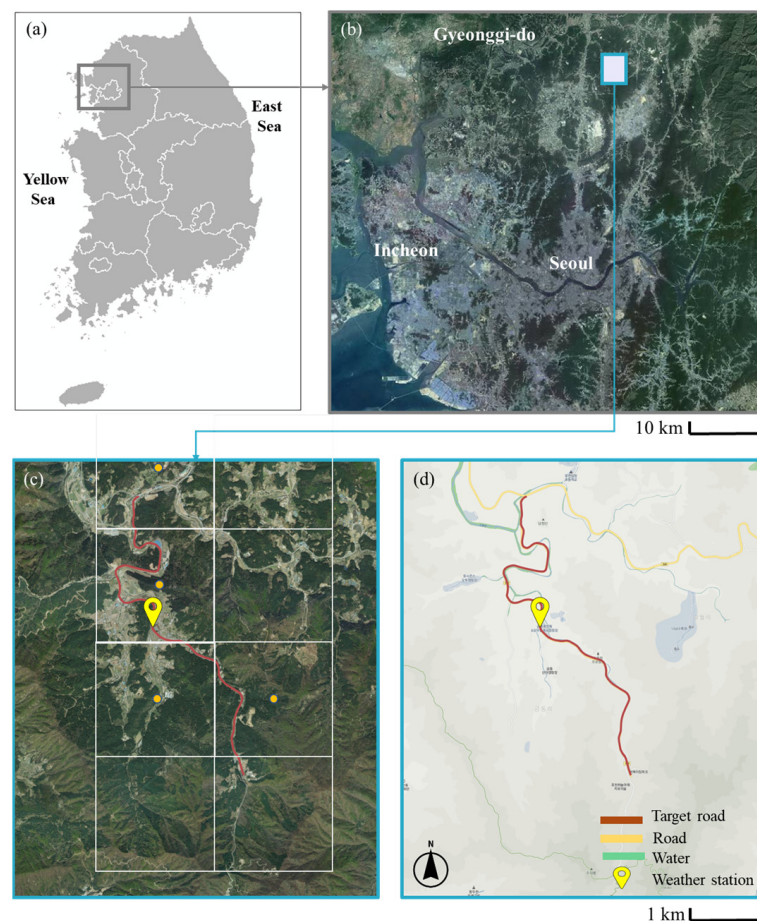 (a)
East
Sea
Yellow
Sea
(b)
Gyeonggi-do
Incheon
Seoul
10 km
(c)
(d)
N
Target road
Road
Water
Weather station
1 km